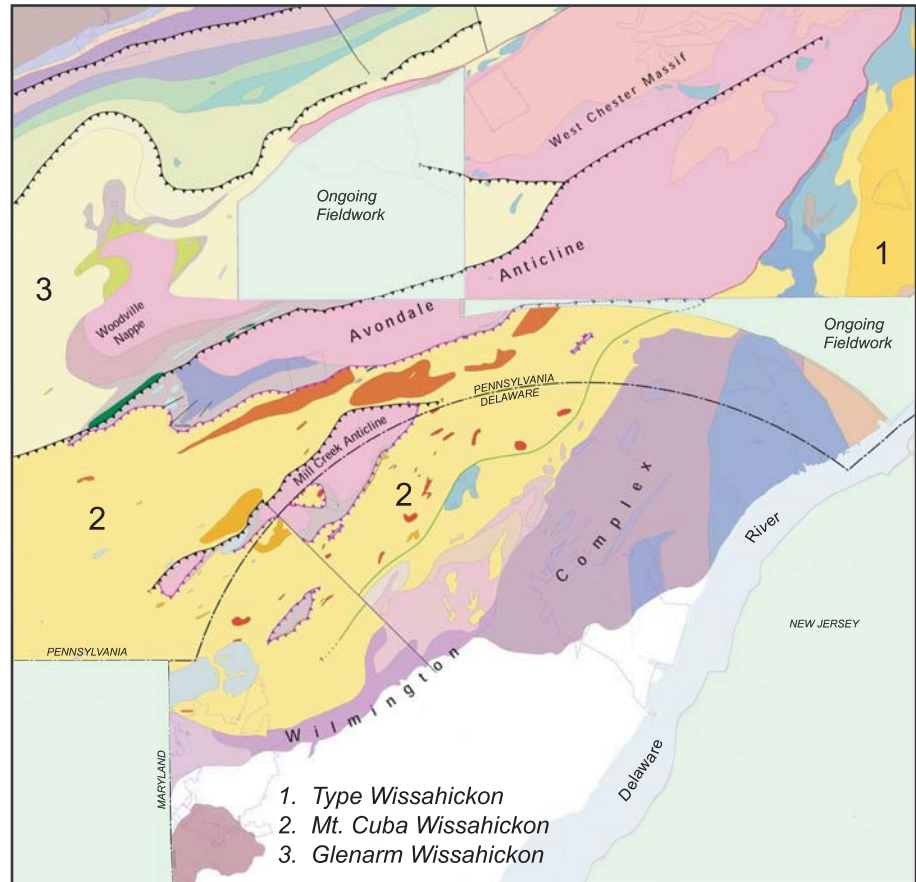 West Chester Massif
Ongoing
Fieldwork
1
Anticline
3
Woodville
Nappe
Avondale
Ongoing
Fieldwork
PENNSYLVANIA
DELAWARE
Mill Creek Anticline
2
2
Complex
River
NEW JERSEY
PENNSYLVANIA
Wilmington
MARYLAND
Delaware
1. Type Wissahickon
2. Mt. Cuba Wissahickon
3. Glenarm Wissahickon